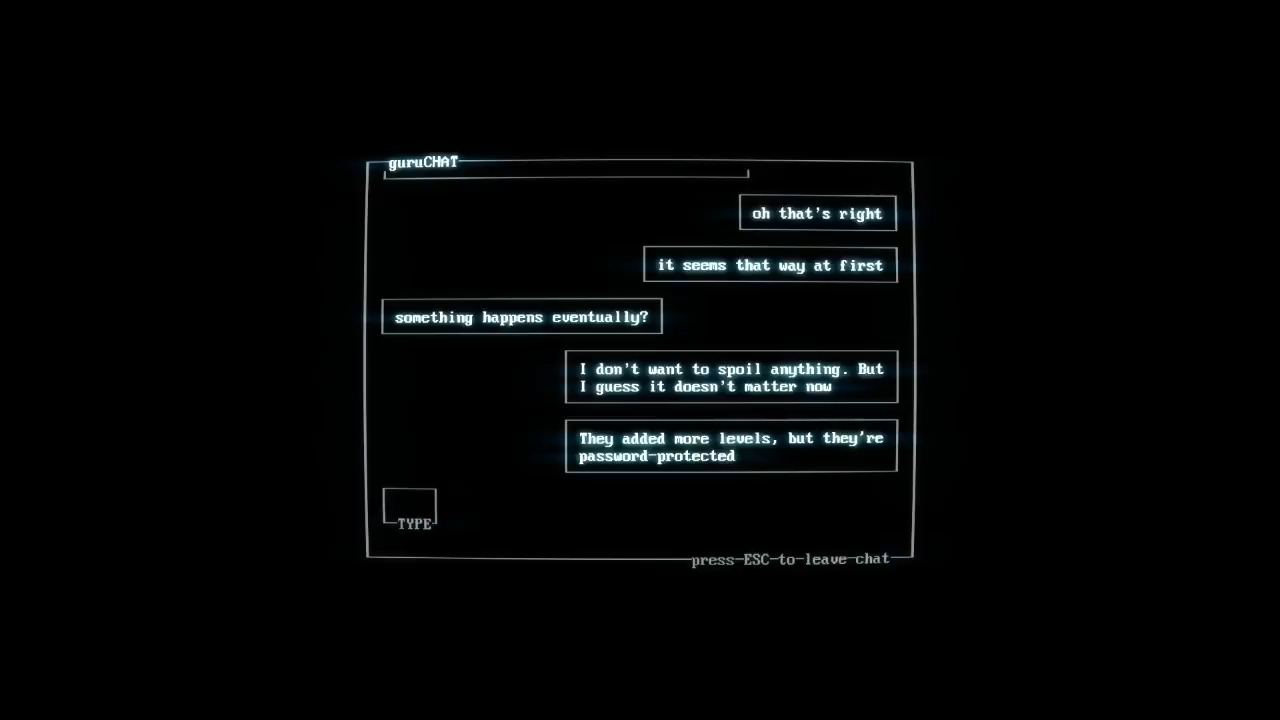 guruCHAT
oh that's right
it seems that way at first
something happens eventually?
I don't want to spoil anything. But
I guess it doesn't matter now
They added more levels, but they're
password-protected
TYPE
press ESC to leave chat